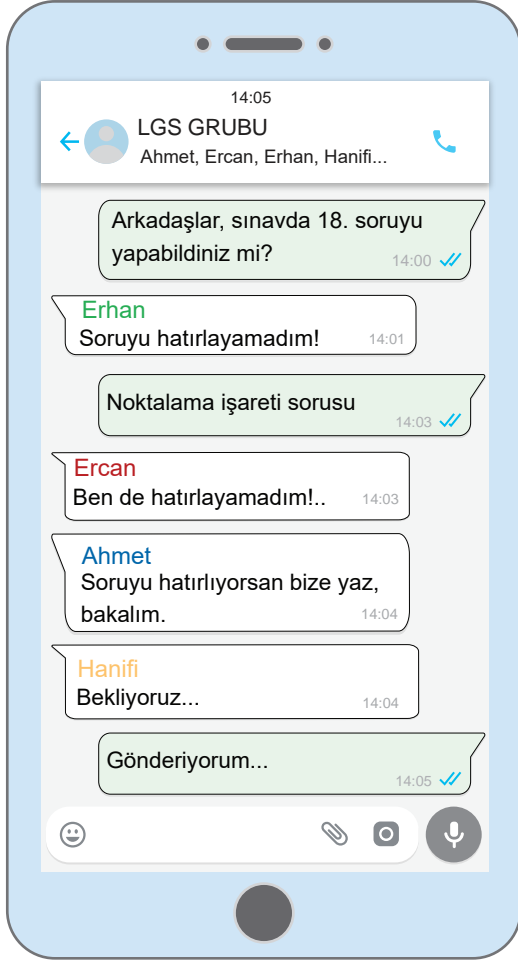 14:05
LGS GRUBU
Ahmet, Ercan, Erhan, Hanifi...
Arkadaşlar, sınavda 18. soruyu
yapabildiniz mi?
14:00
Erhan
Soruyu hatırlayamadım!
14:01
Noktalama işareti sorusu
14:03
Ercan
Ben de hatırlayamadım!..
14:03
Ahmet
Soruyu hatırlıyorsan bize yaz,
bakalım.
14:04
Hanifi
Bekliyoruz...
14:04
Gönderiyorum...
14:05